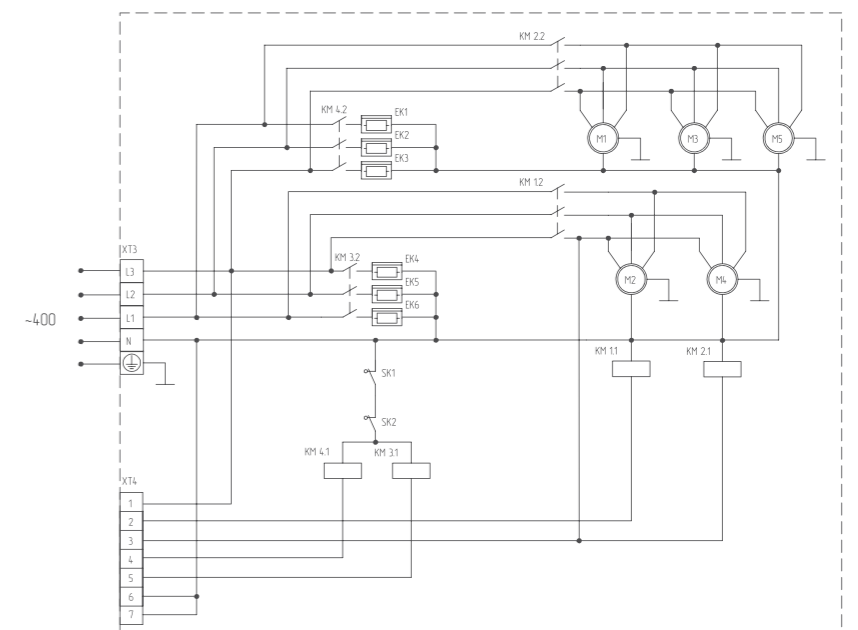 KM 2.2
KM 4.2
EK1
EK2
EK3
M1
M3
M5
KM 1.2
XT3
KM 3.2
EK4
EK5
EK6
L3
L2
L1
N
~400
M2
M4
KM 1.1
KM 2.1
SK1
SK2
KM 4.1
KM 3.1
XT4
1
2
3
4
5
6
7